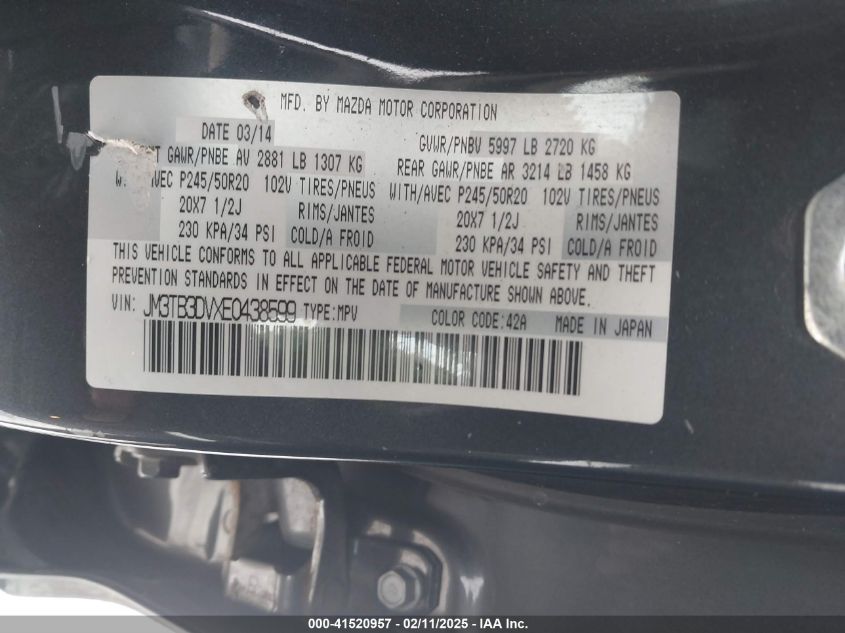 MFD. BY MAZDA MOTOR CORPORATION
DATE 03/14 GVWR/PNBV 5997 LB 2720 KG
GAWR/PNBE AV 2881 LB 1307 KG REAR GAWR/PNBE AR 3214 LB 1458 KG
AVEC P245/50R20 102V TIRES/PNEUS WITH/AVEC P245/50R20 102V TIRES/PNEUS
20X7 1/2J RIMS/JANTES 20X7 1/2J RIMS/JANTES
230 KPA/34 PSI COLD/A FROID 230 KPA/34 PSI COLD/A FROID
THIS VEHICLE CONFORMS TO ALL APPLICABLE FEDERAL MOTOR VEHICLE SAFETY AND THEFT
PREVENTION STANDARDS IN EFFECT ON THE DATE OF MANUFACTURE SHOWN ABOVE.
VIN: JM3TB3DVXE0438599 TYPE:MPV COLOR CODE:42A MADE IN JAPAN
000-41520957 - 02/11/2025 - IAA Inc.